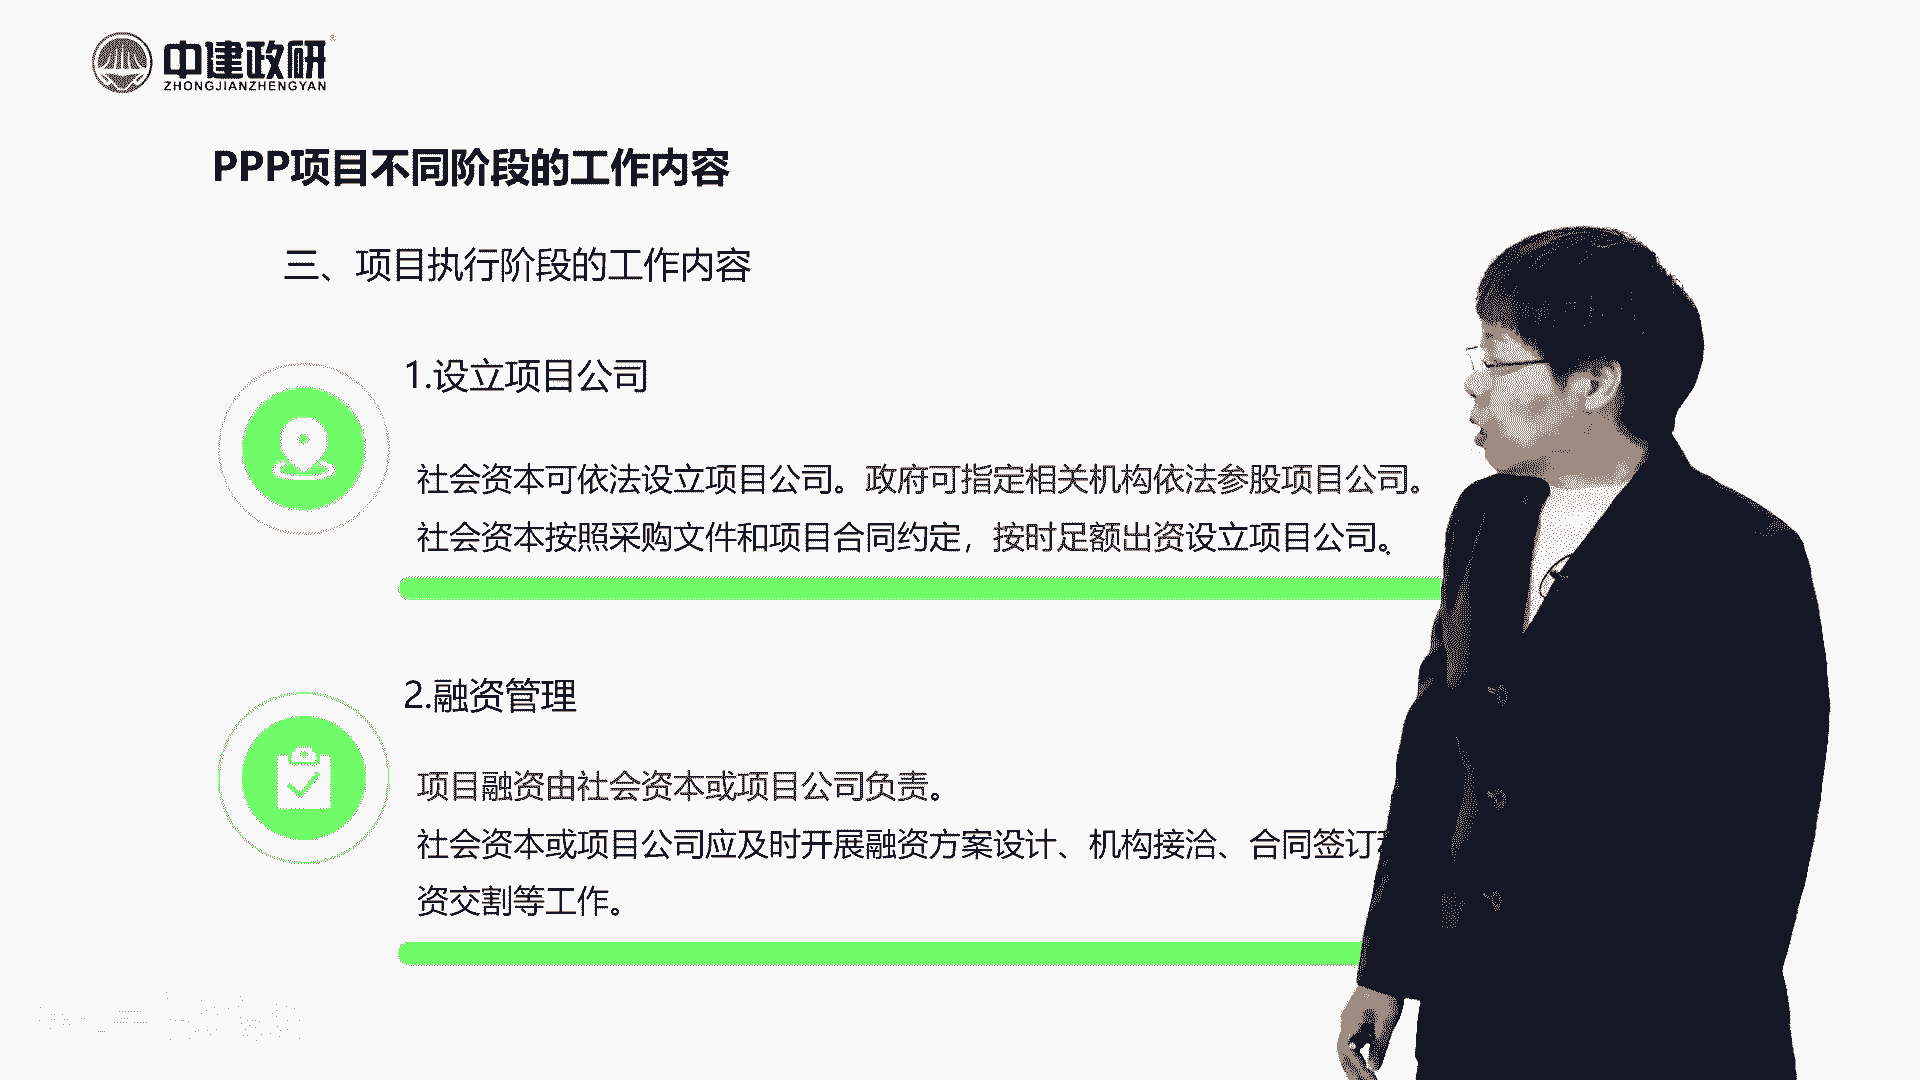 中建政研
ZHONGJIANZHENGYAN
PPP项目不同阶段的工作内容
三、项目执行阶段的工作内容
1.设立项目公司
社会资本可依法设立项目公司。政府可指定相关机构依法参股项目公司。
社会资本按照采购文件和项目合同约定，按时足额出资设立项目公司。
2.融资管理
项目融资由社会资本或项目公司负责。
社会资本或项目公司应及时开展融资方案设计、机构接洽、合同签订
资交割等工作。